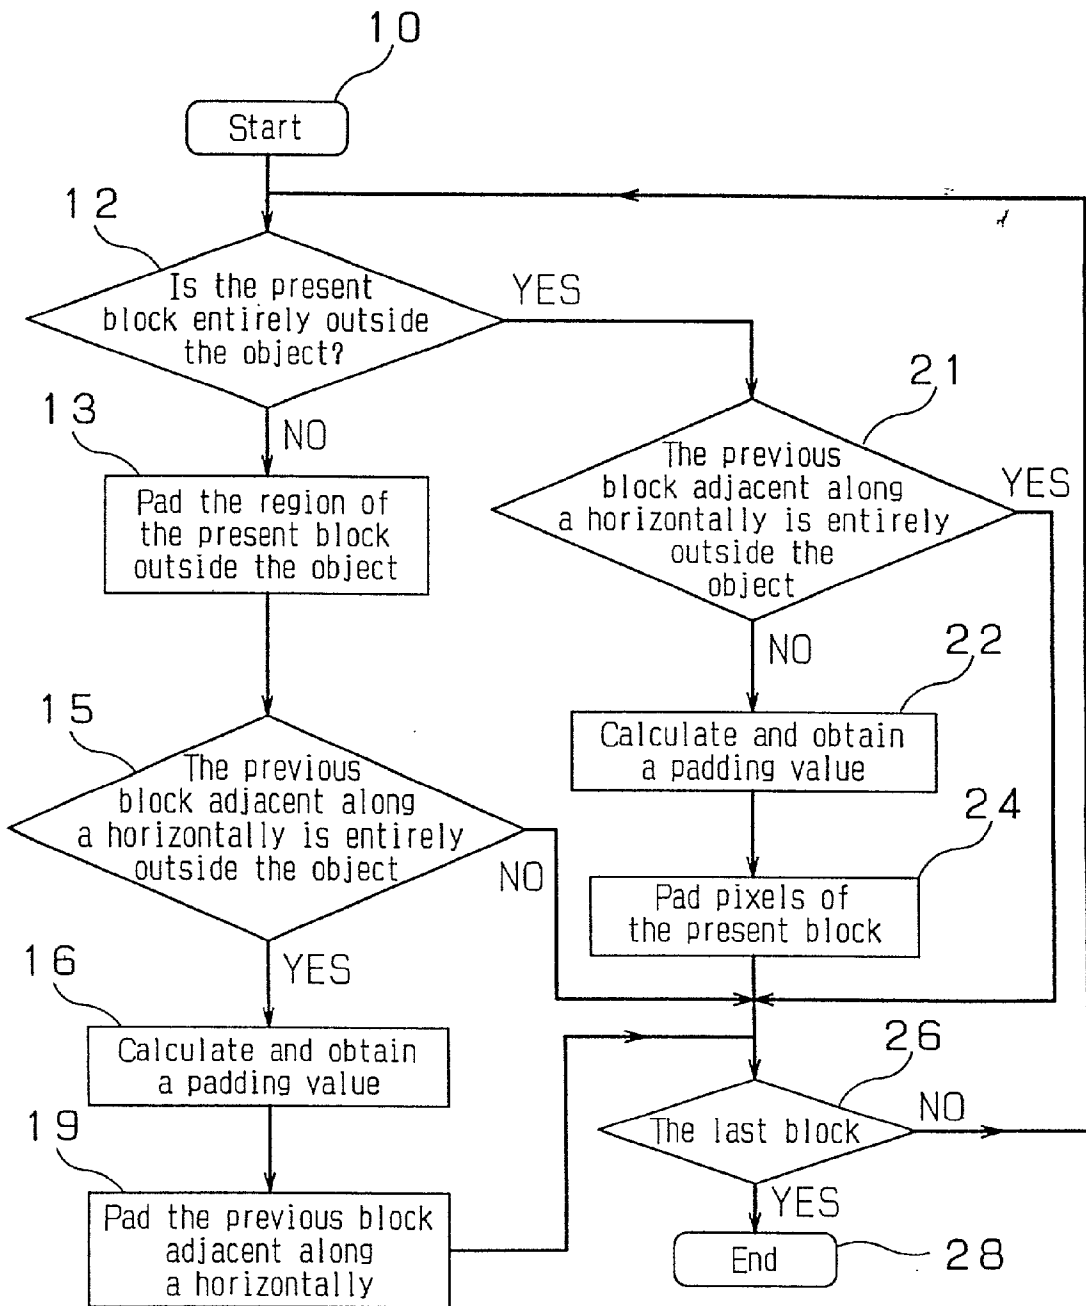 10
Start
12
Is the present
block entirely outside
the object?
YES
NO
13
Pad the region of
the present block
outside the object
21
The previous
block adjacent along
a horizontally is entirely
outside the
object
YES
NO
15
The previous
block adjacent along
a horizontally is entirely
outside the object
NO
YES
22
Calculate and obtain
a padding value
24
Pad pixels of
the present block
16
Calculate and obtain
a padding value
19
Pad the previous block
adjacent along
a horizontally
26
The last block
NO
YES
End
28